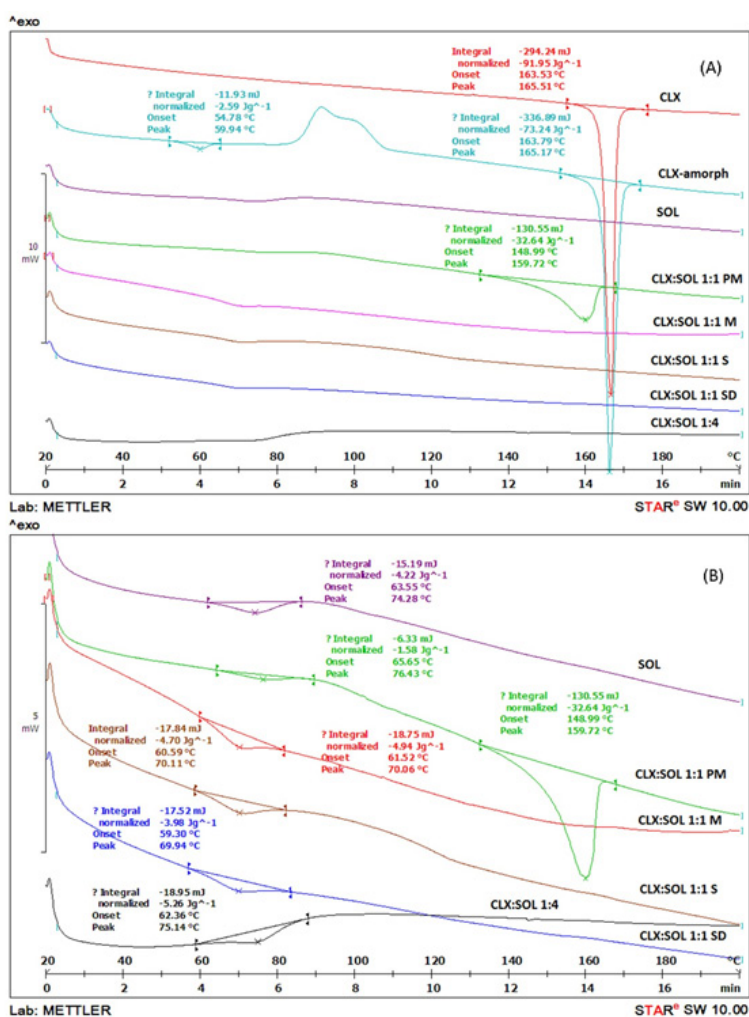 ^exo
(A)
Integral -294.24 mJ
normalized -91.95 Jg^-1
Onset 163.53 °C
Peak 165.51 °C
CLX
? Integral -11.93 mJ
normalized -2.59 Jg^-1
Onset 54.78 °C
Peak 59.94 °C
? Integral -336.89 mJ
normalized -73.24 Jg^-1
Onset 163.79 °C
Peak 165.17 °C
CLX-amorph
SOL
? Integral -130.55 mJ
normalized -32.64 Jg^-1
Onset 148.99 °C
Peak 159.72 °C
10
mW
CLX:SOL 1:1 PM
CLX:SOL 1:1 M
CLX:SOL 1:1 S
CLX:SOL 1:1 SD
CLX:SOL 1:4
20 40 60 80 100 120 140 160 180 °C
0 2 4 6 8 10 12 14 16 min
Lab: METTLER STARe SW 10.00
^exo
(B)
? Integral -15.19 mJ
normalized -4.22 Jg^-1
Onset 63.55 °C
Peak 74.28 °C
SOL
? Integral -6.33 mJ
normalized -1.58 Jg^-1
Onset 65.65 °C
Peak 76.43 °C
? Integral -130.55 mJ
normalized -32.64 Jg^-1
Onset 148.99 °C
Peak 159.72 °C
5
mW
? Integral -17.84 mJ
normalized -4.70 Jg^-1
Onset 60.59 °C
Peak 70.11 °C
? Integral -18.75 mJ
normalized -4.94 Jg^-1
Onset 61.52 °C
Peak 70.06 °C
CLX:SOL 1:1 PM
CLX:SOL 1:1 M
? Integral -17.52 mJ
normalized -3.98 Jg^-1
Onset 59.30 °C
Peak 69.94 °C
? Integral -18.95 mJ
normalized -5.26 Jg^-1
Onset 62.36 °C
Peak 75.14 °C
CLX:SOL 1:1 S
CLX:SOL 1:4
CLX:SOL 1:1 SD
20 40 60 80 100 120 140 160 180 °C
0 2 4 6 8 10 12 14 16 min
Lab: METTLER STARe SW 10.00